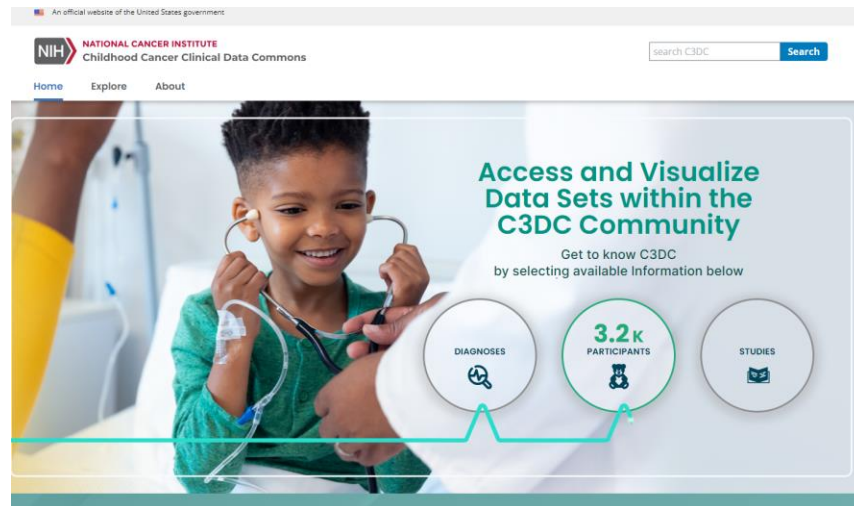 An official website of the United States government
NIH
NATIONAL CANCER INSTITUTE
Childhood Cancer Clinical Data Commons
search C3DC
Search
Home
Explore
About
Access and Visualize
Data Sets within the
C3DC Community
Get to know C3DC
by selecting available Information below
DIAGNOSES
3.2K
PARTICIPANTS
STUDIES